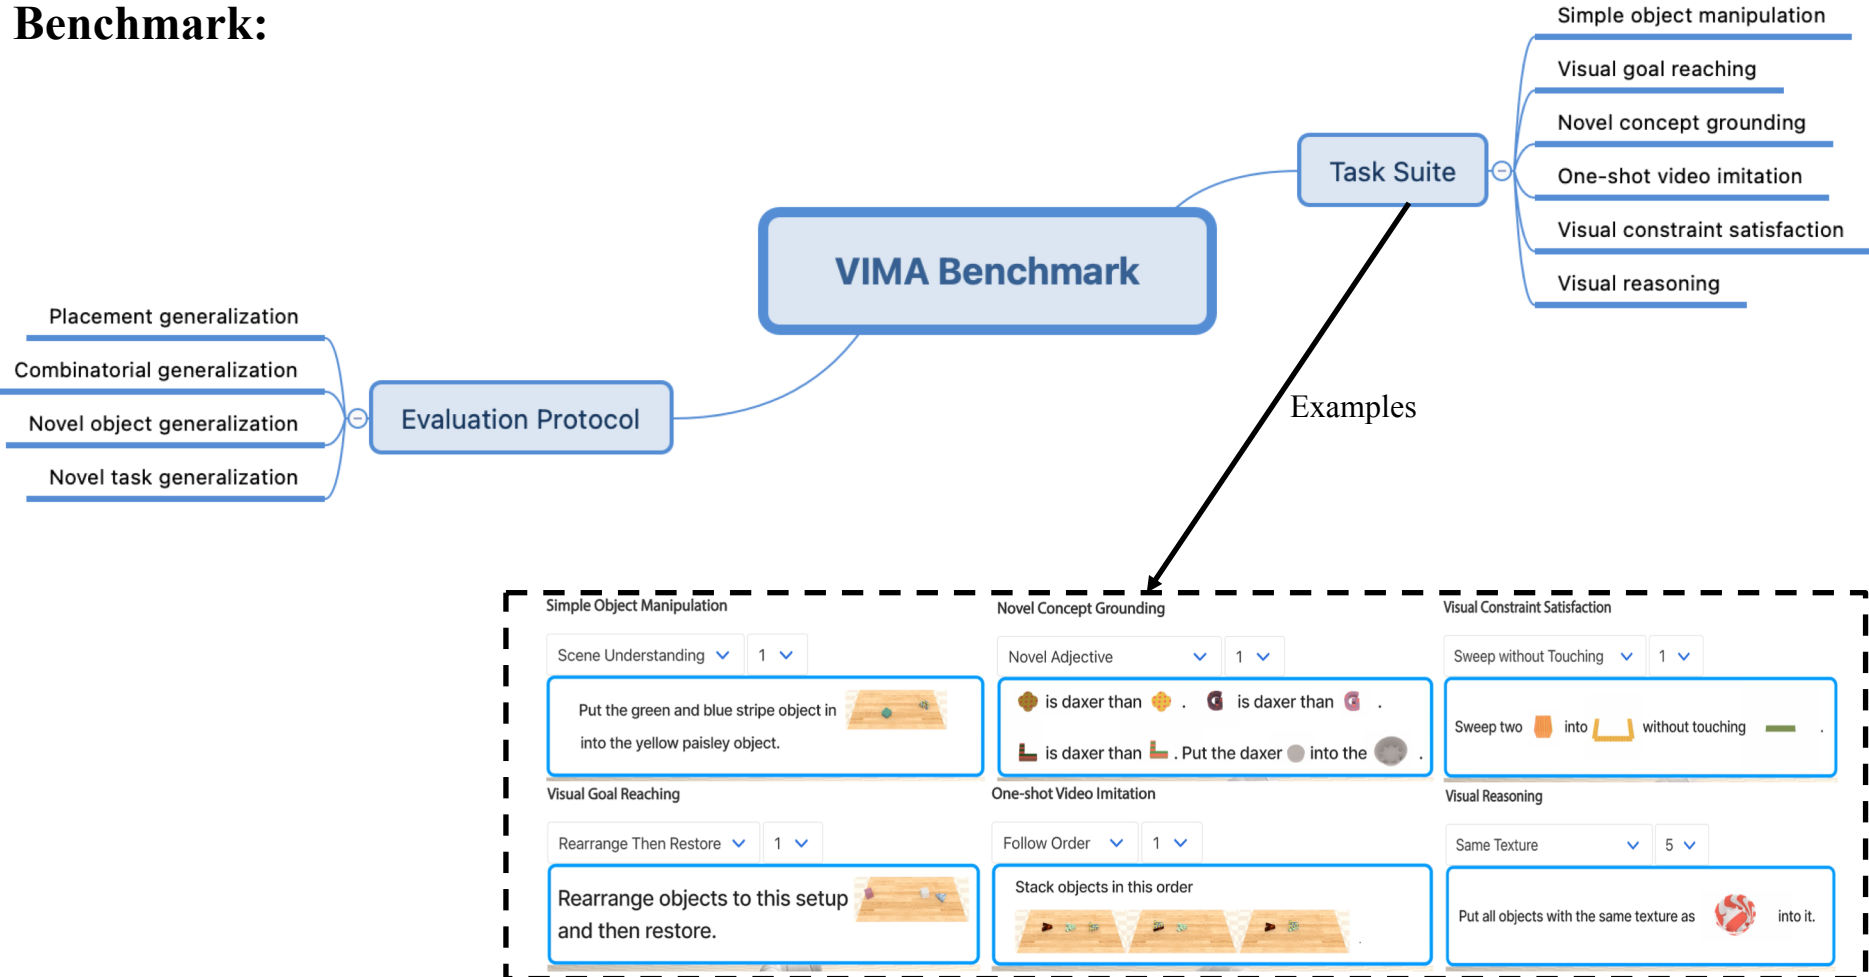 Benchmark:
Simple object manipulation
Visual goal reaching
Novel concept grounding
One-shot video imitation
Visual constraint satisfaction
Visual reasoning
Task Suite
VIMA Benchmark
Placement generalization
Combinatorial generalization
Novel object generalization
Novel task generalization
Evaluation Protocol
Examples
Simple Object Manipulation
Scene Understanding 1
Put the green and blue stripe object in
into the yellow paisley object.
Novel Concept Grounding
Novel Adjective 1
is daxer than . is daxer than .
is daxer than . Put the daxer into the .
Visual Constraint Satisfaction
Sweep without Touching 1
Sweep two into without touching .
Visual Goal Reaching
Rearrange Then Restore 1
Rearrange objects to this setup
and then restore.
One-shot Video Imitation
Follow Order 1
Stack objects in this order
.
Visual Reasoning
Same Texture 5
Put all objects with the same texture as into it.